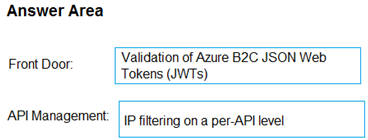 Answer Area
Front Door:
Validation of Azure B2C JSON Web
Tokens (JWTs)
API Management:
IP filtering on a per-API level